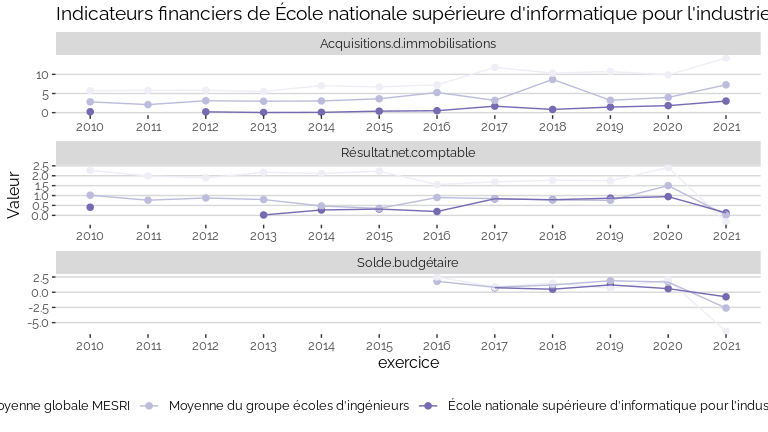 Indicateurs financiers de École nationale supérieure d'informatique pour l'industrie
Acquisitions.d.immobilisations
10
5
0
2010 2011 2012 2013 2014 2015 2016 2017 2018 2019 2020 2021
Résultat.net.comptable
2.5
2.0
1.5
1.0
0.5
0.0
2010 2011 2012 2013 2014 2015 2016 2017 2018 2019 2020 2021
Solde.budgétaire
2.5
0.0
-2.5
-5.0
2010 2011 2012 2013 2014 2015 2016 2017 2018 2019 2020 2021
Valeur
exercice
oyenne globale MESRI Moyenne du groupe écoles d'ingénieurs École nationale supérieure d'informatique pour l'indus